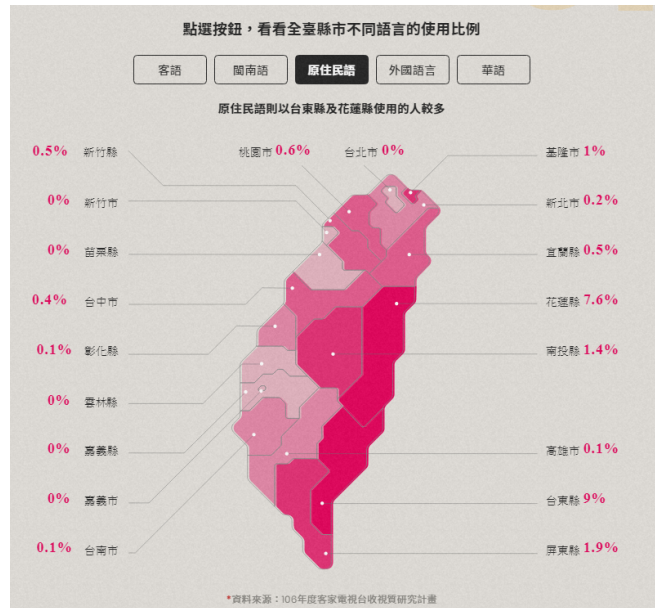 點選按鈕，看看全臺縣市不同語言的使用比例
客語 閩南語 原住民語 外國語言 華語
原住民語則以台東縣及花蓮縣使用的人較多
0.5% 新竹縣 桃園市 0.6% 台北市 0% 基隆市 1%
0% 新竹市 新北市 0.2%
0% 苗栗縣 宜蘭縣 0.5%
0.4% 台中市 花蓮縣 7.6%
0.1% 彰化縣 南投縣 1.4%
0% 雲林縣
0% 嘉義縣 高雄市 0.1%
0% 嘉義市 台東縣 9%
0.1% 台南市 屏東縣 1.9%
*資料來源：106年度客家電視台收視質研究計畫